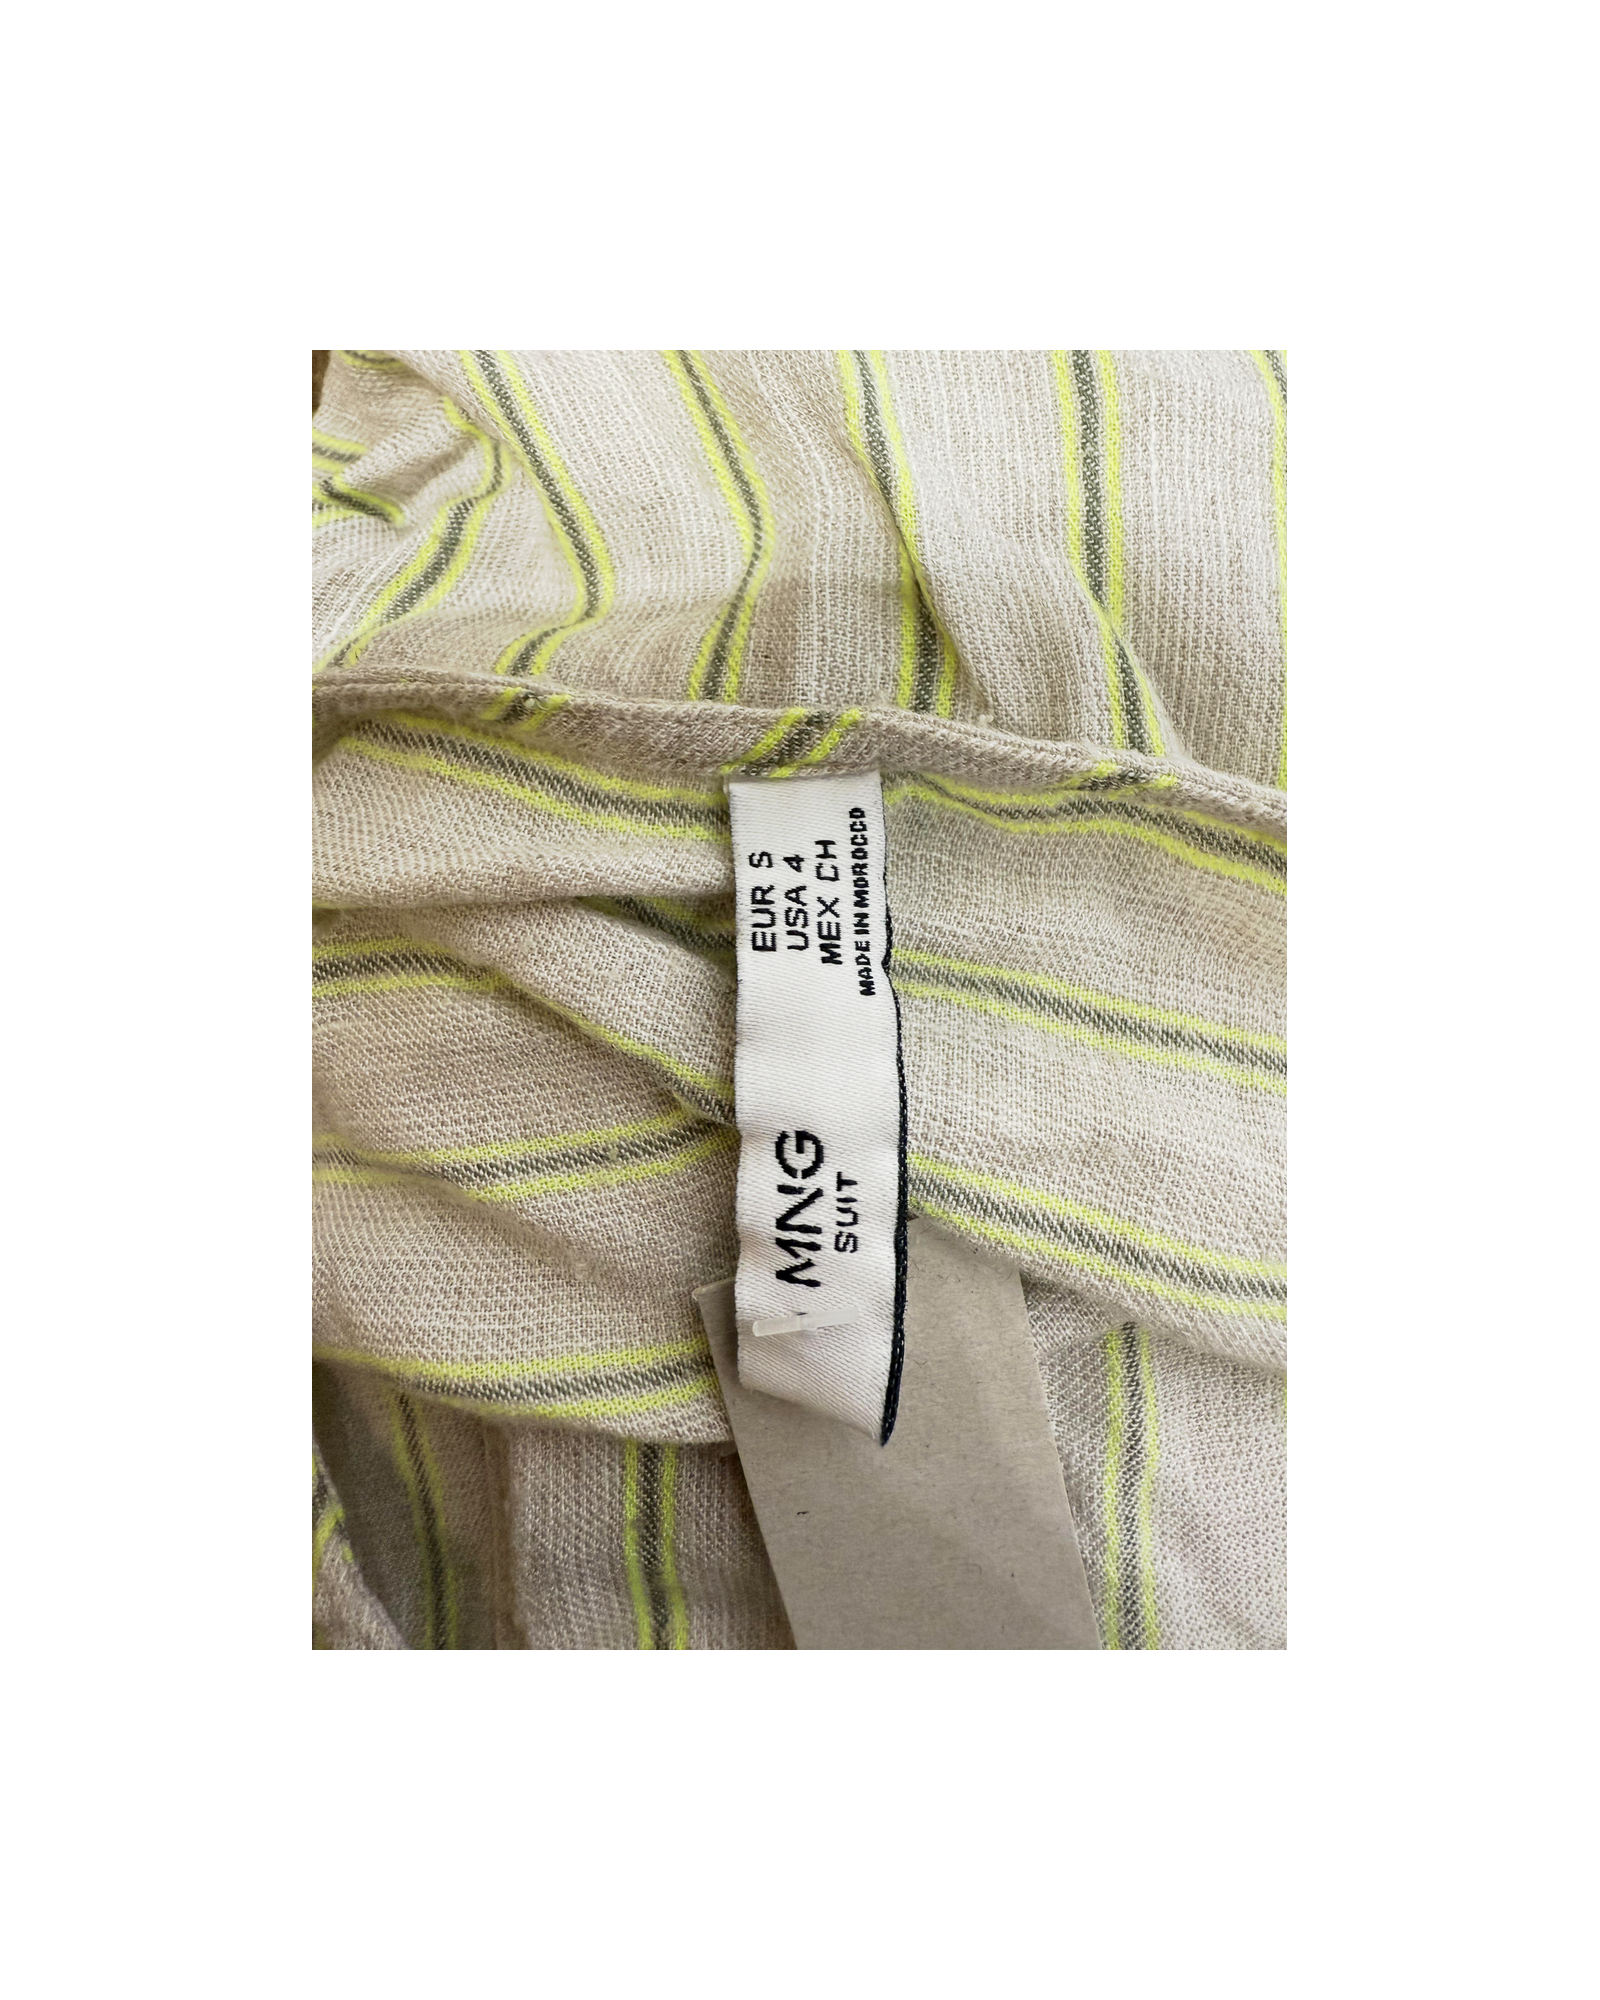 MNG
SUIT
EUR S
USA 4
MEX CH
MADE IN MOROCCO